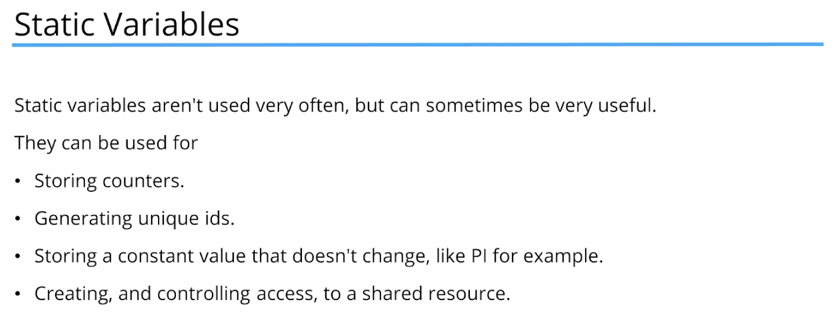 Static Variables
Static variables aren't used very often, but can sometimes be very useful.
They can be used for
• Storing counters.
• Generating unique ids.
• Storing a constant value that doesn't change, like PI for example.
• Creating, and controlling access, to a shared resource.